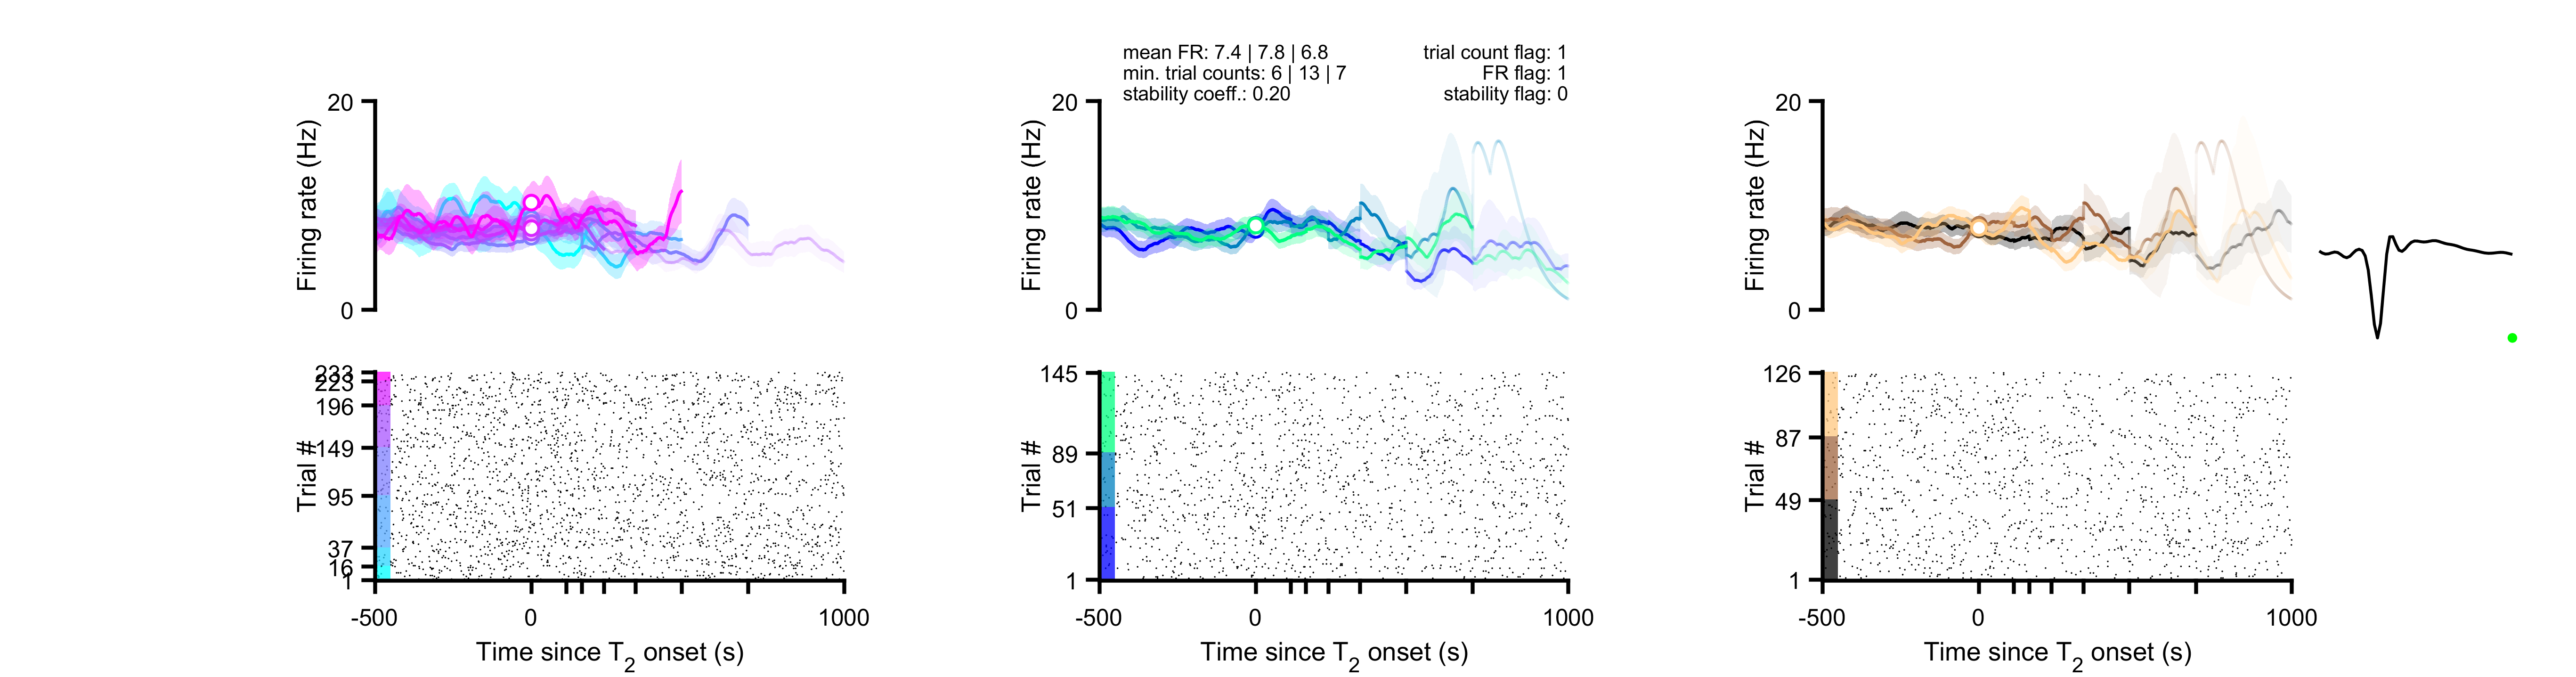 mean FR: 7.4 | 7.8 | 6.8
min. trial counts: 6 | 13 | 7
stability coeff.: 0.20
trial count flag: 1
FR flag: 1
stability flag: 0
20
Firing rate (Hz)
0
20
Firing rate (Hz)
0
20
Firing rate (Hz)
0
233
223
196
149
95
37
16
1
Trial #
-500
0
1000
Time since T2 onset (s)
145
89
51
1
Trial #
-500
0
1000
Time since T2 onset (s)
126
87
49
1
Trial #
-500
0
1000
Time since T2 onset (s)